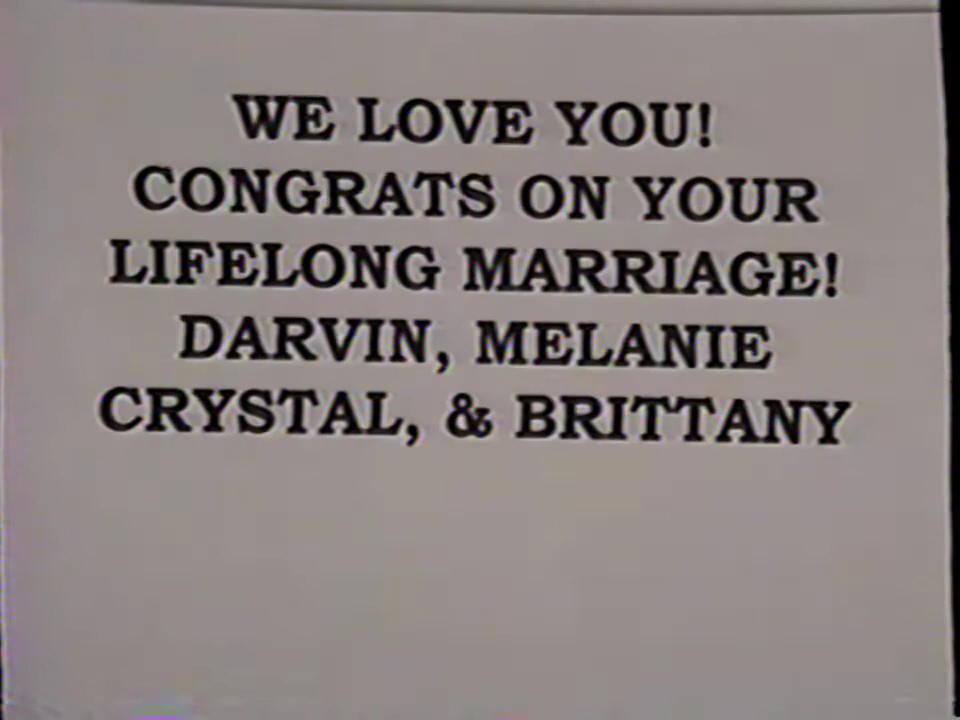 WE LOVE YOU!
CONGRATS ON YOUR
LIFELONG MARRIAGE!
DARVIN, MELANIE
CRYSTAL, & BRITTANY